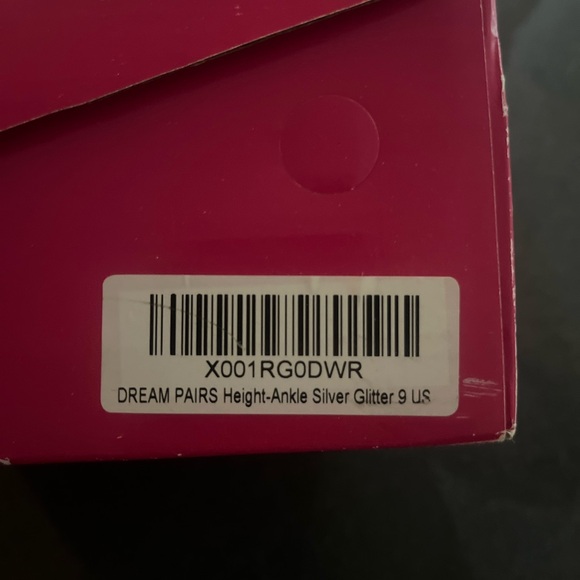 X001RG0DWR
DREAM PAIRS Height-Ankle Silver Glitter 9 US